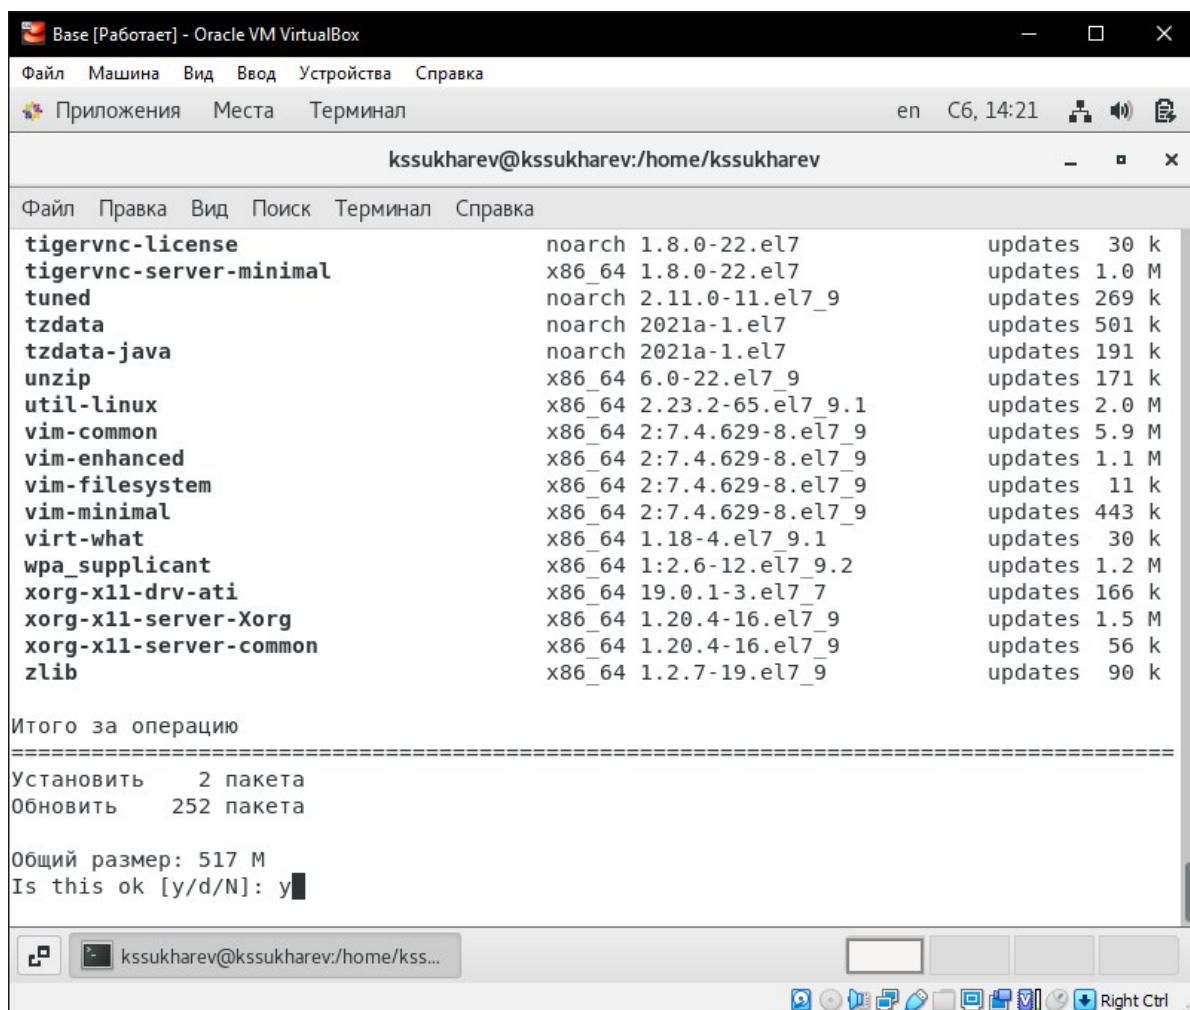 Base [Работает] - Oracle VM VirtualBox
Файл Машина Вид Ввод Устройства Справка
Приложения Места Терминал en Сб, 14:21
kssukharev@kssukharev:/home/kssukharev
Файл Правка Вид Поиск Терминал Справка
tigervnc-license noarch 1.8.0-22.el7 updates 30 k
tigervnc-server-minimal x86_64 1.8.0-22.el7 updates 1.0 M
tuned noarch 2.11.0-11.el7_9 updates 269 k
tzdata noarch 2021a-1.el7 updates 501 k
tzdata-java noarch 2021a-1.el7 updates 191 k
unzip x86_64 6.0-22.el7_9 updates 171 k
util-linux x86_64 2.23.2-65.el7_9.1 updates 2.0 M
vim-common x86_64 2:7.4.629-8.el7_9 updates 5.9 M
vim-enhanced x86_64 2:7.4.629-8.el7_9 updates 1.1 M
vim-filesystem x86_64 2:7.4.629-8.el7_9 updates 11 k
vim-minimal x86_64 2:7.4.629-8.el7_9 updates 443 k
virt-what x86_64 1.18-4.el7_9.1 updates 30 k
wpa_supplicant x86_64 1:2.6-12.el7_9.2 updates 1.2 M
xorg-x11-drv-ati x86_64 19.0.1-3.el7_7 updates 166 k
xorg-x11-server-Xorg x86_64 1.20.4-16.el7_9 updates 1.5 M
xorg-x11-server-common x86_64 1.20.4-16.el7_9 updates 56 k
zlib x86_64 1.2.7-19.el7_9 updates 90 k
Итого за операцию
=======================================================================================
Установить 2 пакета
Обновить 252 пакета
Общий размер: 517 M
Is this ok [y/d/N]: y
kssukharev@kssukharev:/home/kss...
Right Ctrl